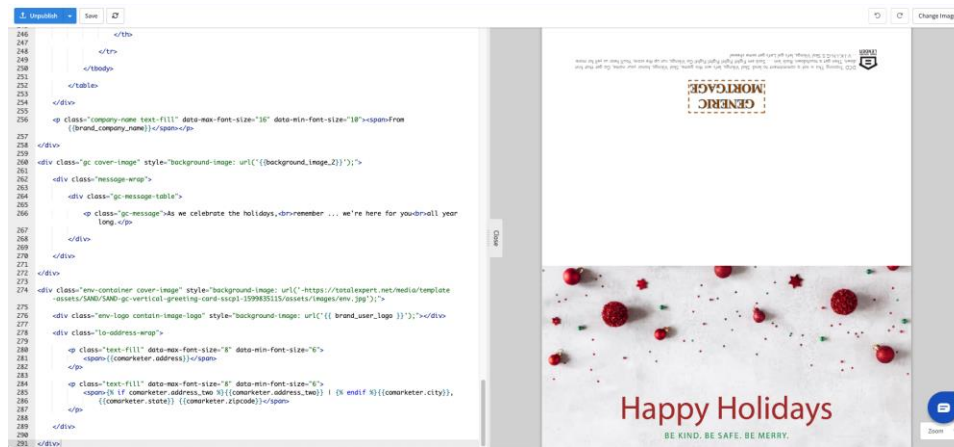 Unpublish Save Change Imag
246 </th>
247
248 </tr>
249
250 </tbody>
251
252 </table>
253
254 </div>
255
256 <p class="company-name text-fill" data-max-font-size="16" data-min-font-size="10"><span>From
{{brand_company_name}}</span></p>
257
258 </div>
259
260 <div class="gc cover-image" style="background-image: url('{{background_image_2}}');">
261
262 <div class="message-wrap">
263
264 <div class="gc-message-table">
265
266 <p class="gc-message">As we celebrate the holidays,<br>remember ... we're here for you<br>all year
long.</p>
267
268 </div>
269
270 </div>
271
272 </div>
273
274 <div class="env-container cover-image" style="background-image: url('-https://totalexpert.net/media/template
-assets/SAND/SAND-gc-vertical-greeting-card-sscp1-1599835115/assets/images/env.jpg');">
275
276 <div class="env-logo contain-image-logo" style="background-image: url('{{ brand_user_logo }}');"></div>
277
278 <div class="lo-address-wrap">
279
280 <p class="text-fill" data-max-font-size="8" data-min-font-size="6">
281 <span>{{comarketer.address}}</span>
282 </p>
283
284 <p class="text-fill" data-max-font-size="8" data-min-font-size="6">
285 <span>{% if comarketer.address_two %}{{comarketer.address_two}} | {% endif %}{{comarketer.city}},
286 {{comarketer.state}} {{comarketer.zipcode}}</span>
287 </p>
288
289 </div>
290
291 </div>
Close
GENERIC
MORTGAGE
LENDER
Happy Holidays
BE KIND. BE SAFE. BE MERRY.
Zoom